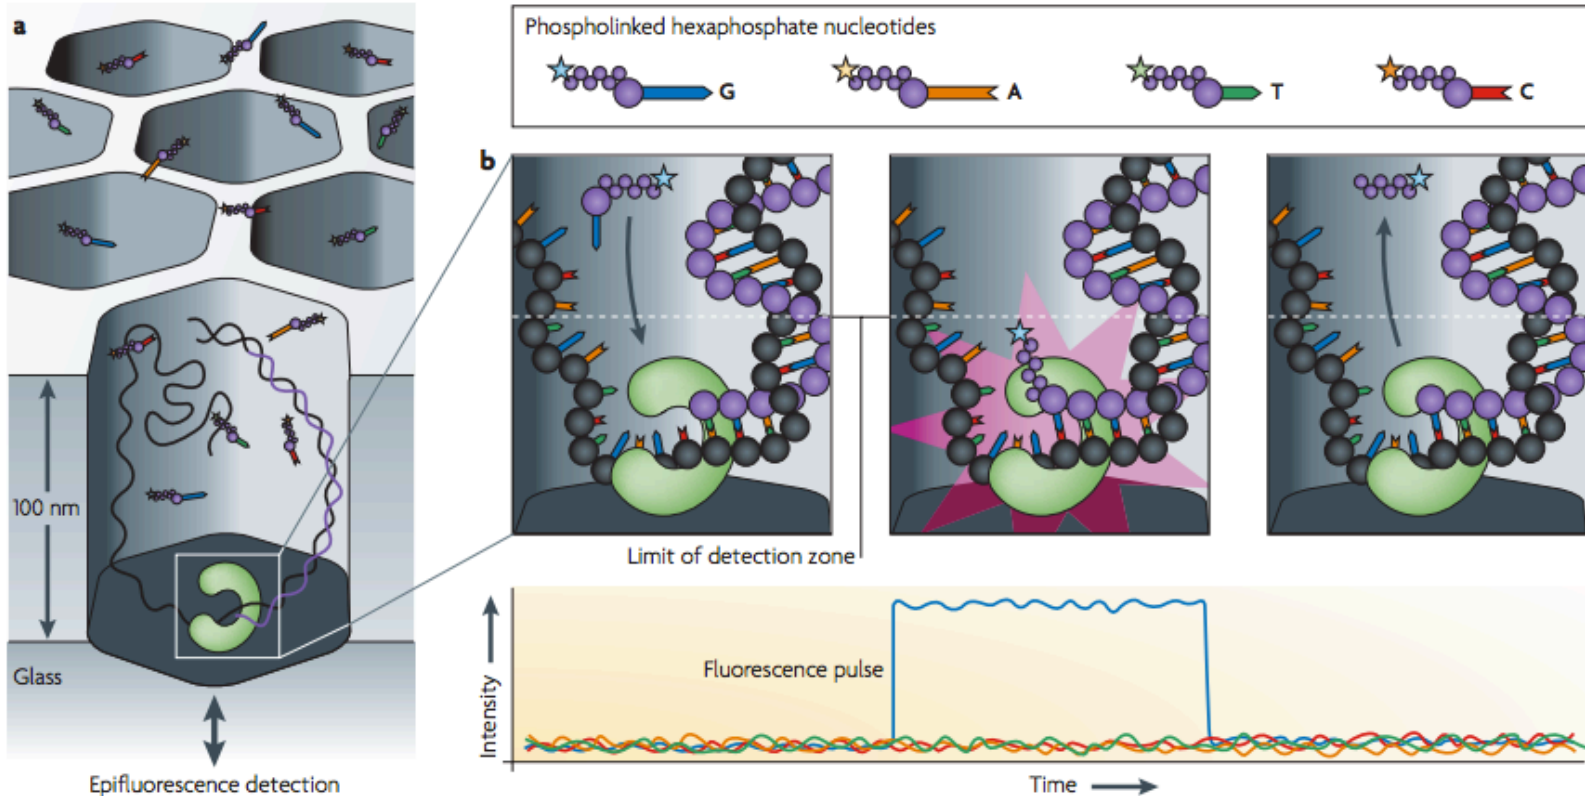 a
Phospholinked hexaphosphate nucleotides
G
A
T
C
b
100 nm
Glass
Epifluorescence detection
Limit of detection zone
Intensity
Fluorescence pulse
Time